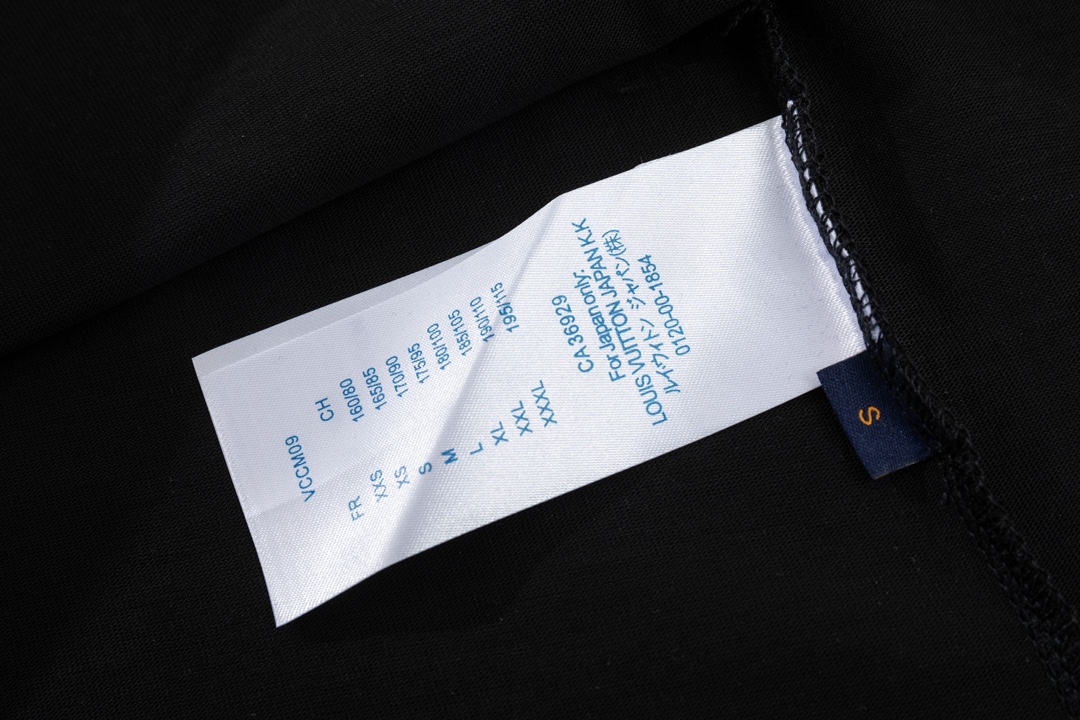 VCCM09
FR CH
XXS 160/80
XS 165/85
S 170/90
M 175/95
L 180/100
XL 185/105
XXL 190/110
XXXL 195/115
CA 36929
For Japan only:
LOUIS VUITTON JAPAN K.K
ルイ・ヴィトン ジャパン(株)
0120-00-1854
S